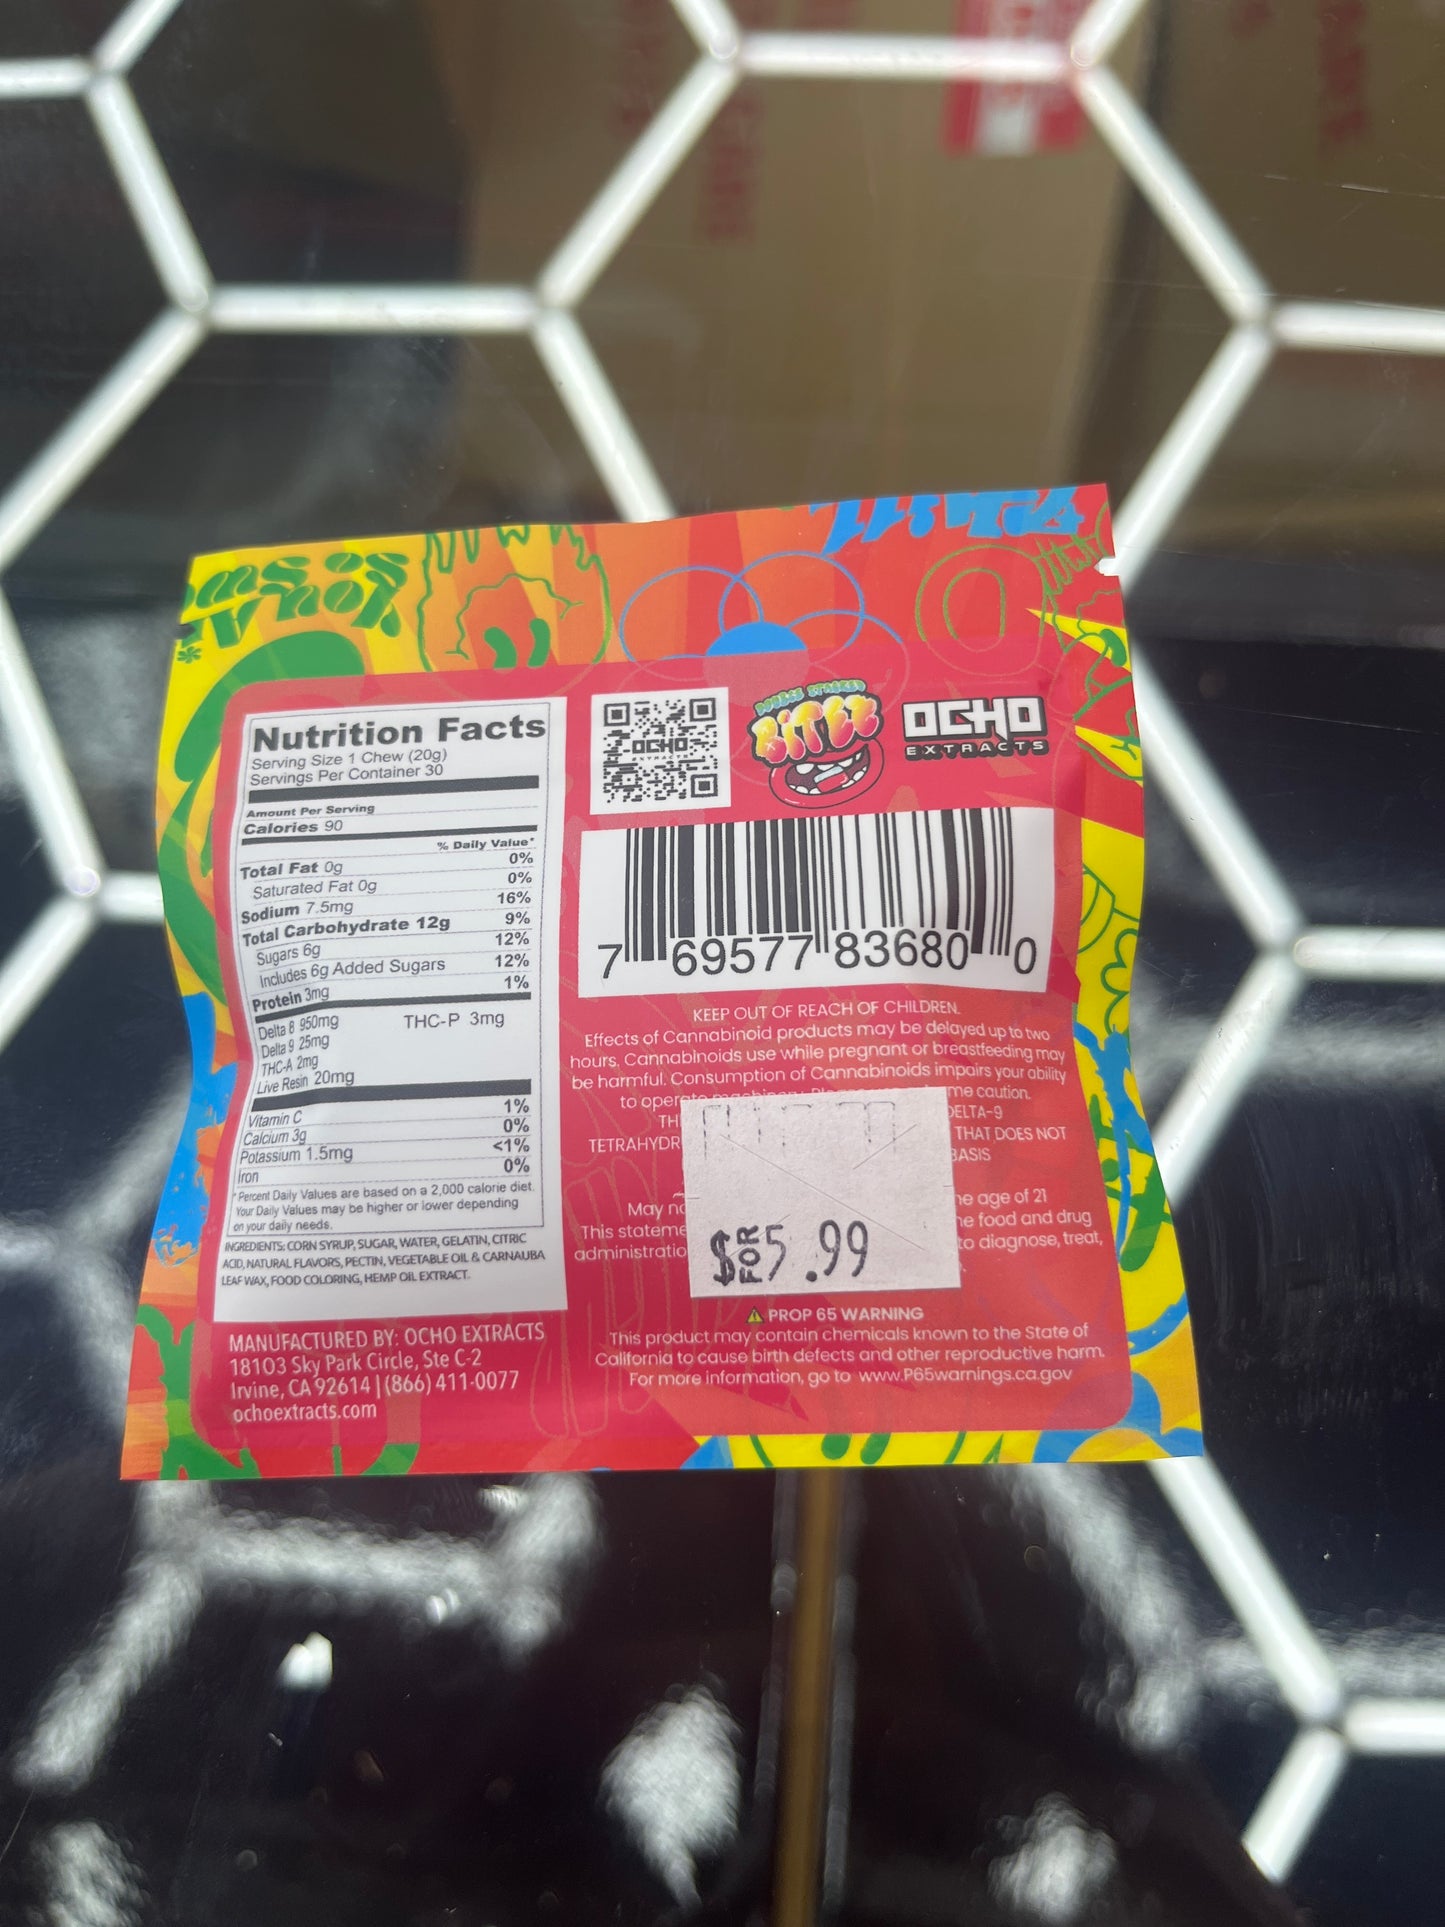 Nutrition Facts
Serving Size 1 Chew (20g)
Servings Per Container 30
Amount Per Serving
Calories 90
% Daily Value*
Total Fat 0g 0%
Saturated Fat 0g 0%
Sodium 7.5mg 16%
Total Carbohydrate 12g 9%
Sugars 6g 12%
Includes 6g Added Sugars 12%
Protein 3mg 1%
Delta 8 950mg THC-P 3mg
Delta 9 25mg
THC-A 2mg
Live Resin 20mg
Vitamin C 1%
Calcium 3g 0%
Potassium 1.5mg <1%
Iron 0%
*Percent Daily Values are based on a 2,000 calorie diet.
Your Daily Values may be higher or lower depending
on your daily needs.
INGREDIENTS: CORN SYRUP, SUGAR, WATER, GELATIN, CITRIC
ACID, NATURAL FLAVORS, PECTIN, VEGETABLE OIL & CARNAUBA
LEAF WAX, FOOD COLORING, HEMP OIL EXTRACT.
MANUFACTURED BY: OCHO EXTRACTS
18103 Sky Park Circle, Ste C-2
Irvine, CA 92614 | (866) 411-0077
ochoextracts.com
OCHO
EXTRACTS
DOUBLE STACKED
BITEZ
OCHO
EXTRACTS
7 69577 83680 0
KEEP OUT OF REACH OF CHILDREN.
Effects of Cannabinoid products may be delayed up to two
hours. Cannabinoids use while pregnant or breastfeeding may
be harmful. Consumption of Cannabinoids impairs your ability
to operate machinery. me caution.
TH DELTA-9
TETRAHYDR THAT DOES NOT
BASIS
May no he age of 21
This stateme he food and drug
administratio to diagnose, treat,
$ FOR 5.99
PROP 65 WARNING
This product may contain chemicals known to the State of
California to cause birth defects and other reproductive harm.
For more information, go to www.P65warnings.ca.gov